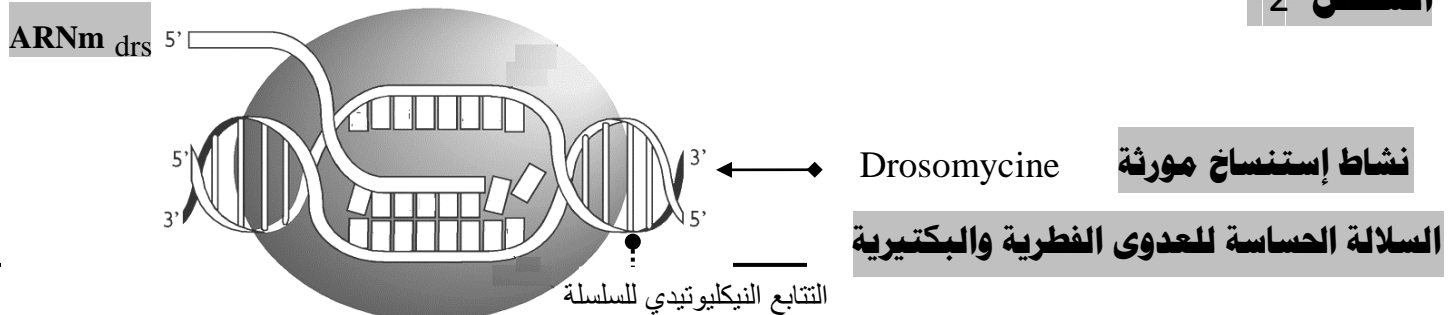 2
ARNm drs 5'
5' 3'
Drosomycine نشاط إستنساخ مورثة
3' 5'
السلالة الحساسة للعدوى الفطرية والبكتيرية
التتابع النيكليوتيدي للسلسلة